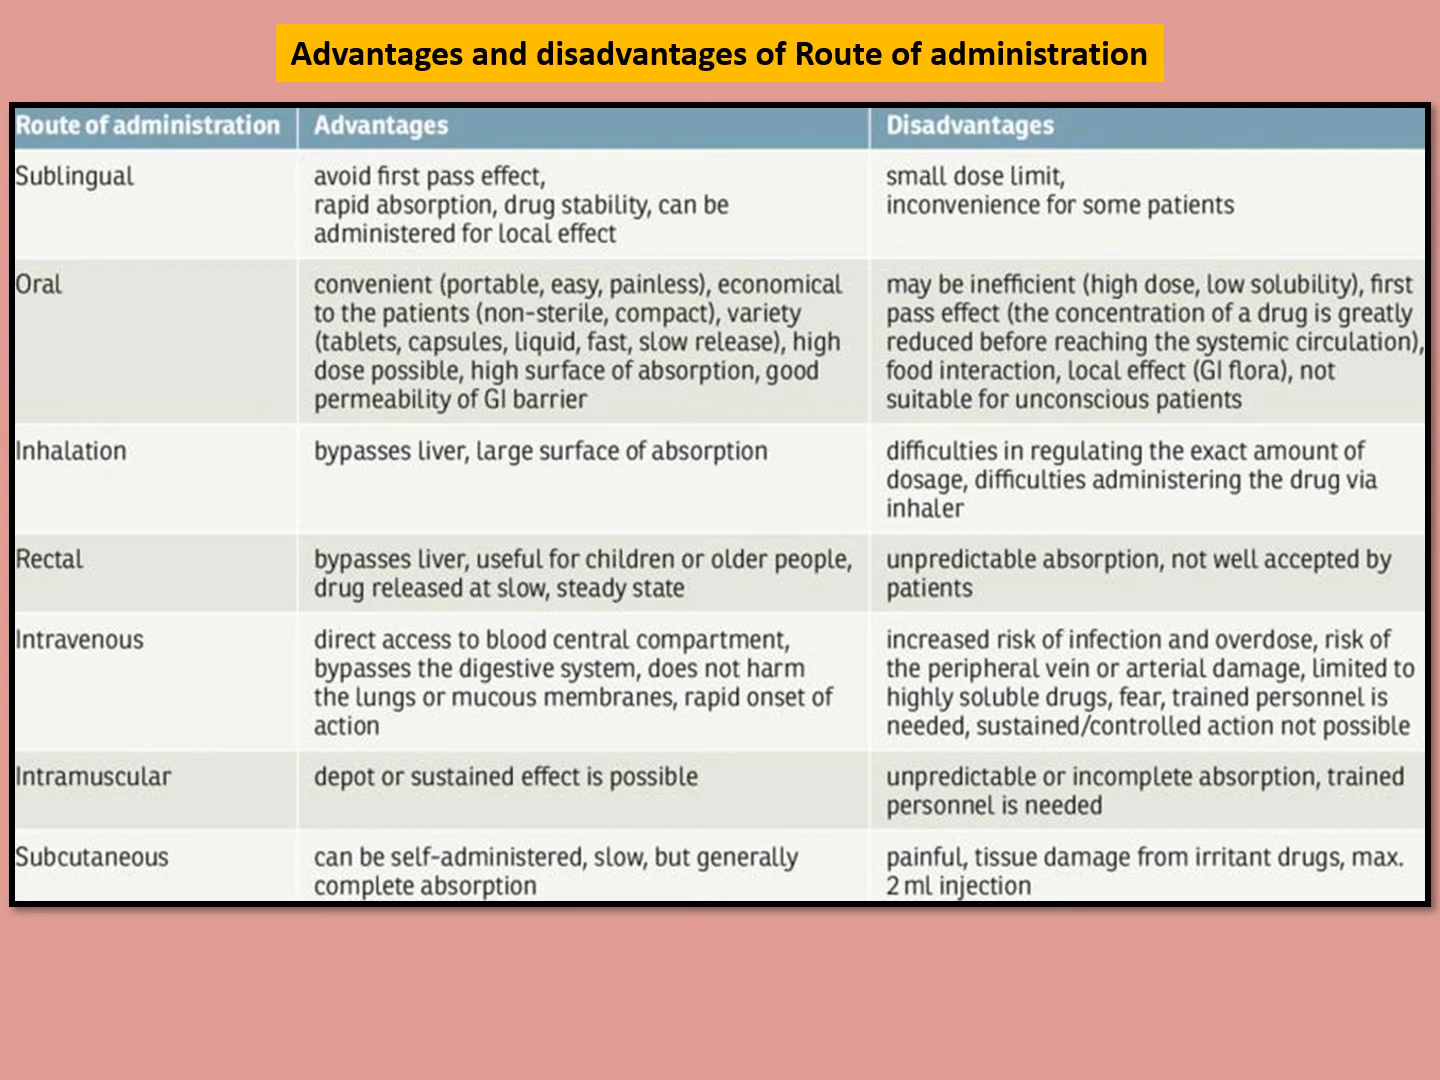 Advantages and disadvantages of Route of administration
Route of administration Advantages Disadvantages
Sublingual avoid first pass effect, small dose limit,
rapid absorption, drug stability, can be inconvenience for some patients
administered for local effect
Oral convenient (portable, easy, painless), economical may be inefficient (high dose, low solubility), first
to the patients (non-sterile, compact), variety pass effect (the concentration of a drug is greatly
(tablets, capsules, liquid, fast, slow release), high reduced before reaching the systemic circulation),
dose possible, high surface of absorption, good food interaction, local effect (GI flora), not
permeability of GI barrier suitable for unconscious patients
Inhalation bypasses liver, large surface of absorption difficulties in regulating the exact amount of
dosage, difficulties administering the drug via
inhaler
Rectal bypasses liver, useful for children or older people, unpredictable absorption, not well accepted by
drug released at slow, steady state patients
Intravenous direct access to blood central compartment, increased risk of infection and overdose, risk of
bypasses the digestive system, does not harm the peripheral vein or arterial damage, limited to
the lungs or mucous membranes, rapid onset of highly soluble drugs, fear, trained personnel is
action needed, sustained/controlled action not possible
Intramuscular depot or sustained effect is possible unpredictable or incomplete absorption, trained
personnel is needed
Subcutaneous can be self-administered, slow, but generally painful, tissue damage from irritant drugs, max.
complete absorption 2 ml injection